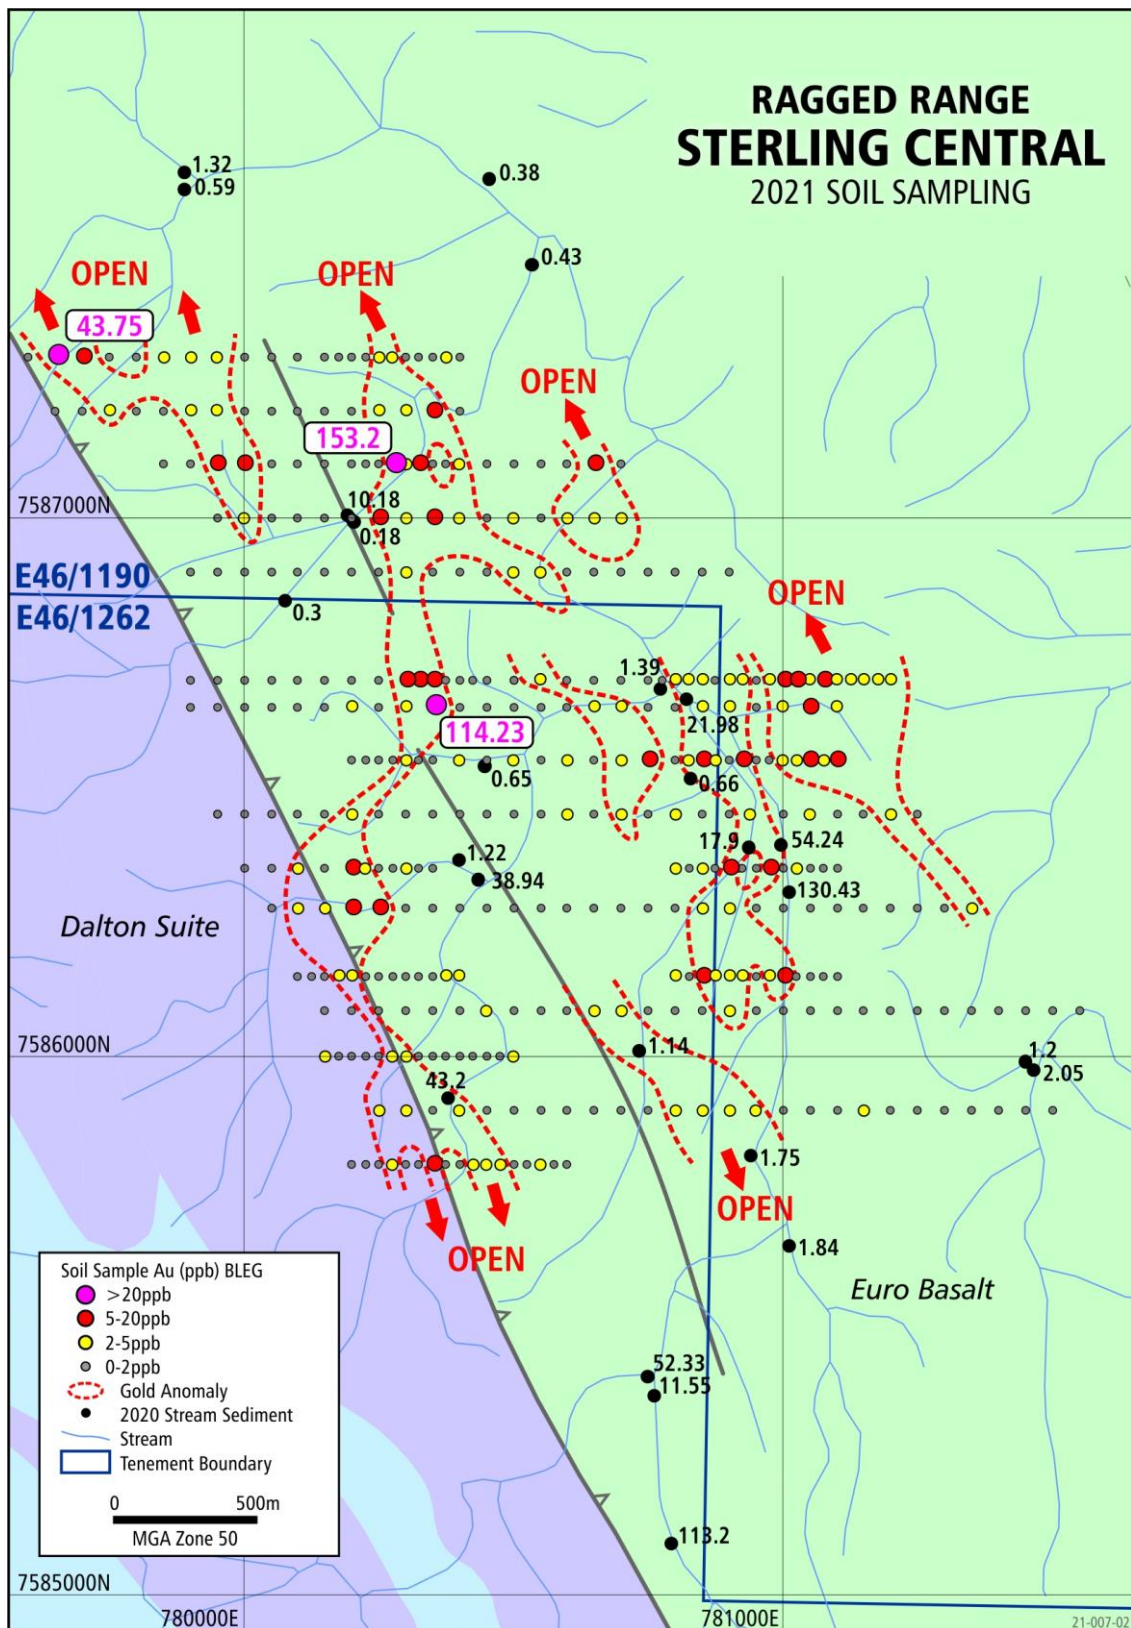 RAGGED RANGE
STERLING CENTRAL
2021 SOIL SAMPLING
1.32
0.59
0.38
0.43
OPEN
OPEN
43.75
OPEN
153.2
7587000N
10.18
0.18
E46/1190
E46/1262
0.3
OPEN
1.39
21.98
114.23
0.65
0.66
17.9
54.24
1.22
38.94
130.43
Dalton Suite
7586000N
1.14
1.2
2.05
43.2
1.75
OPEN
OPEN
1.84
Euro Basalt
Soil Sample Au (ppb) BLEG
>20ppb
5-20ppb
2-5ppb
0-2ppb
Gold Anomaly
2020 Stream Sediment
Stream
Tenement Boundary
0 500m
MGA Zone 50
52.33
11.55
113.2
7585000N
780000E
781000E
21-007-02